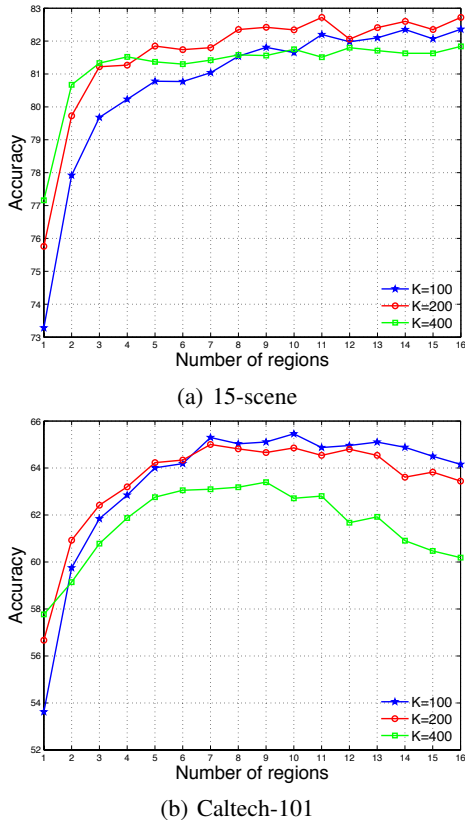 83
82
81
80
79
78
77
76
75
74
73
Accuracy
K=100
K=200
K=400
1 2 3 4 5 6 7 8 9 10 11 12 13 14 15 16
Number of regions
(a) 15-scene
66
64
62
60
58
56
54
52
Accuracy
K=100
K=200
K=400
1 2 3 4 5 6 7 8 9 10 11 12 13 14 15 16
Number of regions
(b) Caltech-101